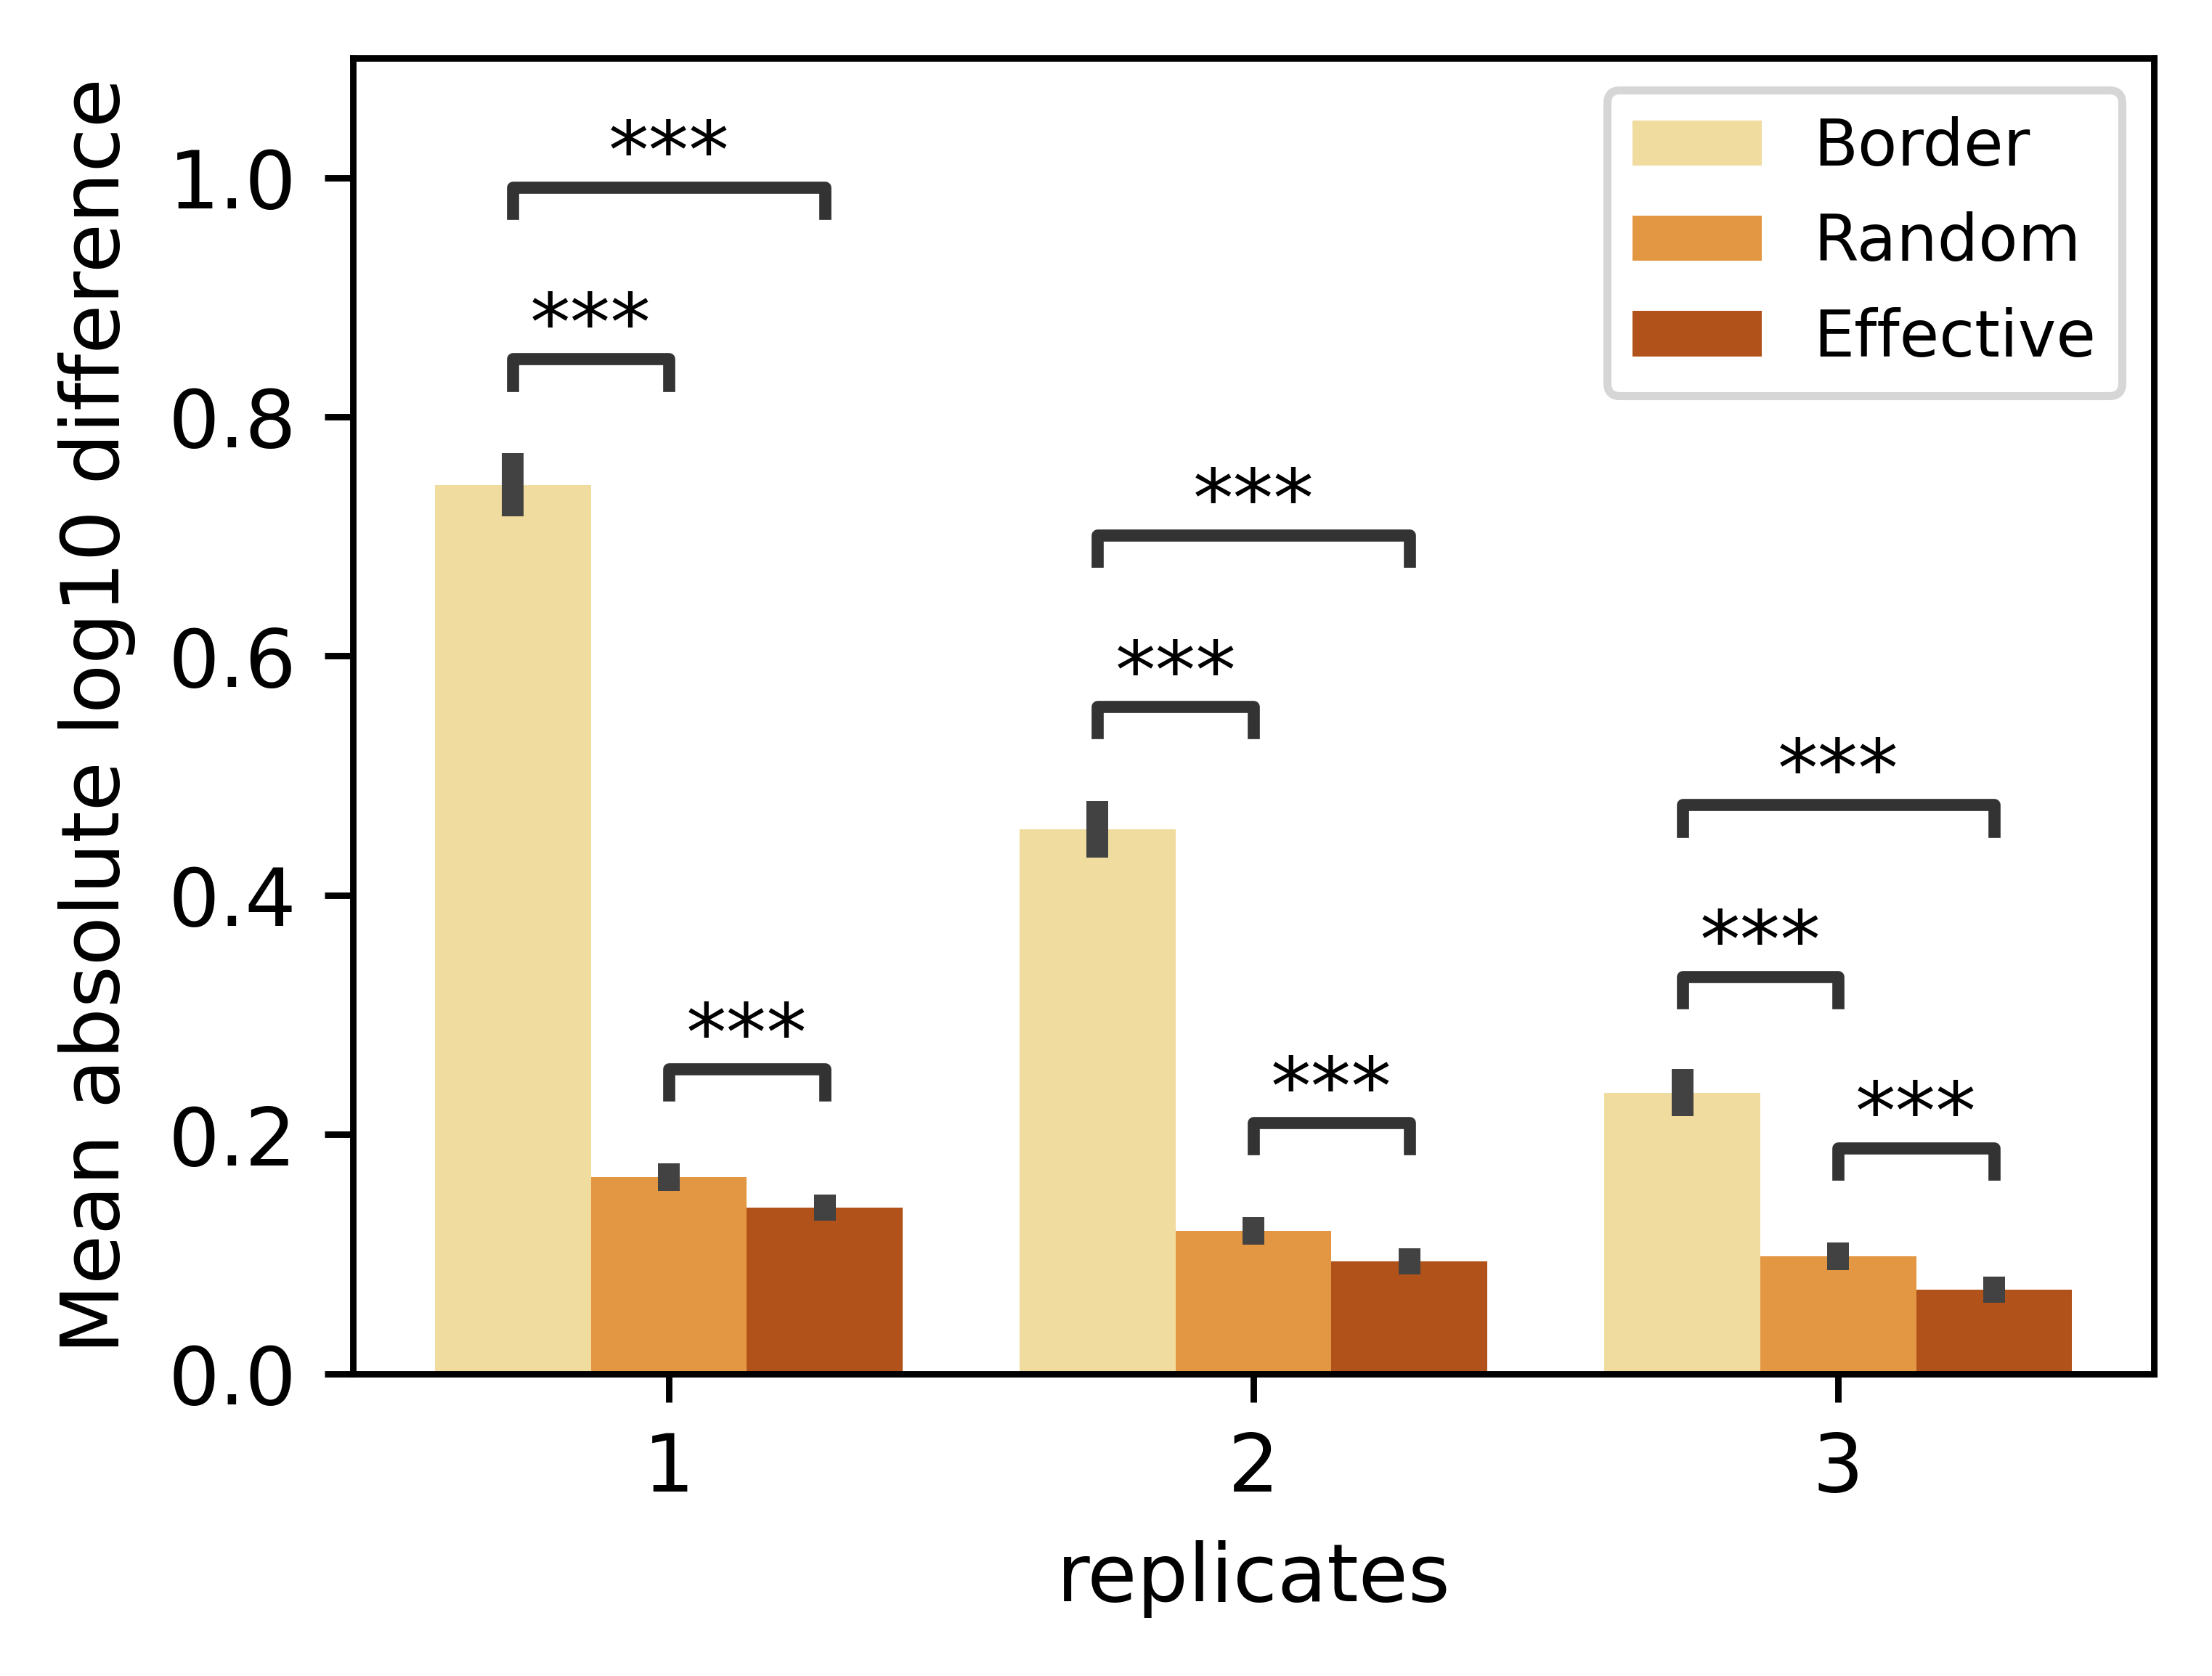 Mean absolute log10 difference
1.0
0.8
0.6
0.4
0.2
0.0
***
***
***
***
***
***
***
***
***
Border
Random
Effective
1 2 3
replicates